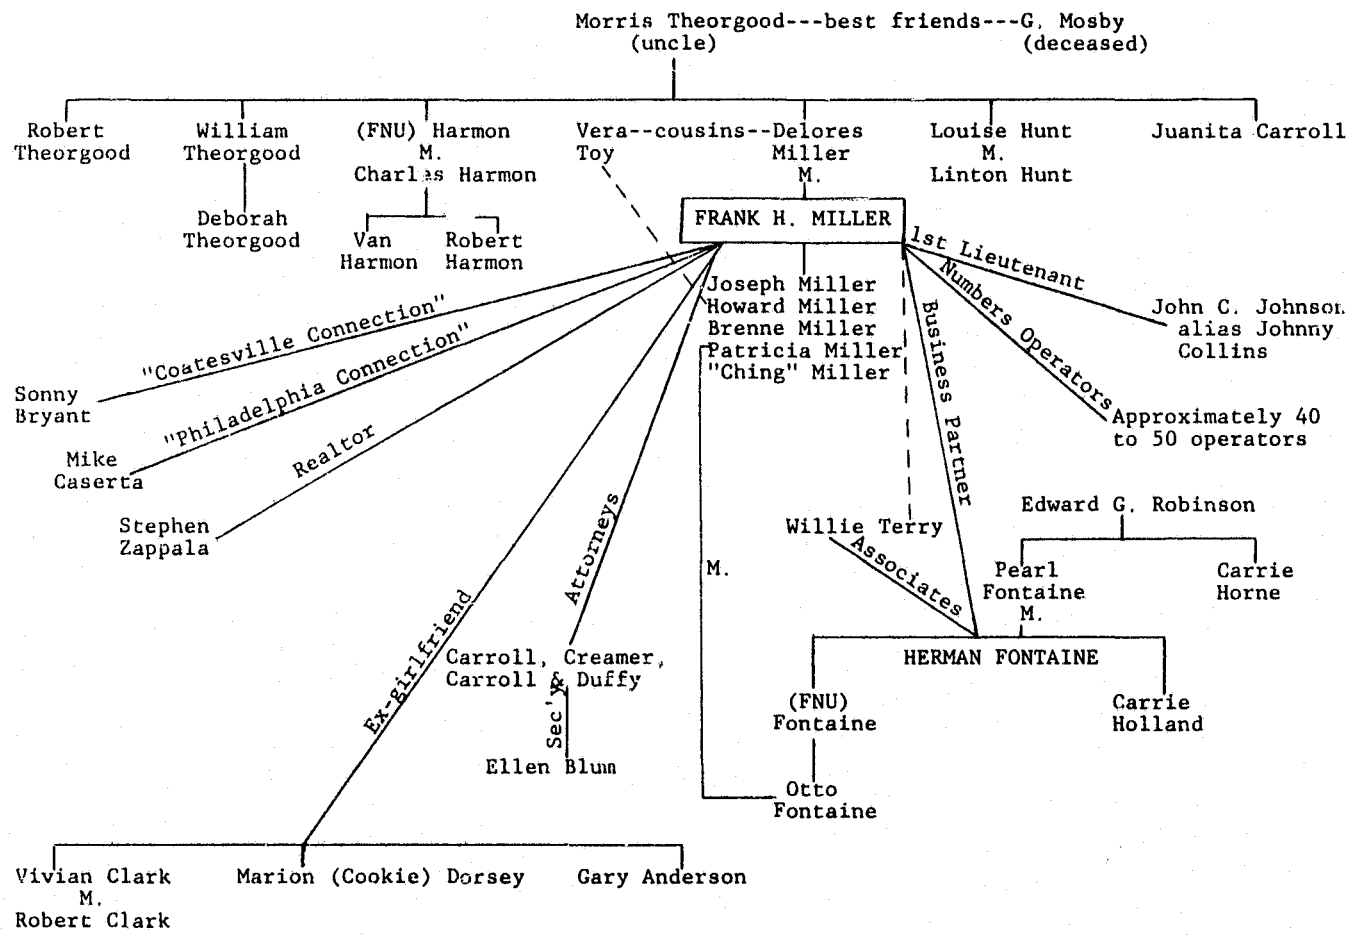 Morris Theorgood---best friends---G. Mosby
(uncle) (deceased)
Robert
Theorgood
William
Theorgood
Deborah
Theorgood
(FNU) Harmon
M.
Charles Harmon
Van
Harmon
Robert
Harmon
Vera--cousins--Delores
Toy
Miller
M.
Louise Hunt
M.
Linton Hunt
Juanita Carroll
FRANK H. MILLER
Joseph Miller
Howard Miller
Brenne Miller
Patricia Miller
"Ching" Miller
1st Lieutenant
John C. Johnson
alias Johnny
Collins
Numbers Operators
Approximately 40
to 50 operators
Business Partner
"Coatesville Connection"
Sonny
Bryant
"Philadelphia Connection"
Mike
Caserta
Realtor
Stephen
Zappala
Ex-girlfriend
Attorneys
Carroll, Creamer,
Carroll & Duffy
Sec'y
Ellen Blum
M.
Willie Terry
Associates
Edward G. Robinson
Pearl
Fontaine
M.
Carrie
Horne
HERMAN FONTAINE
(FNU)
Fontaine
Carrie
Holland
Otto
Fontaine
Vivian Clark
M.
Robert Clark
Marion (Cookie) Dorsey
Gary Anderson